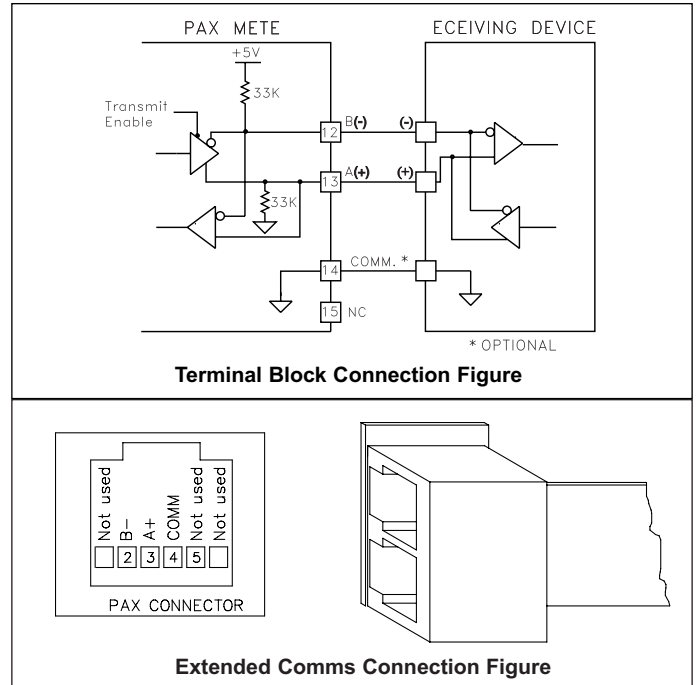 PAX METE
ECEIVING DEVICE
+5V
33K
Transmit
Enable
12
B(-)
(-)
13
A(+)
(+)
33K
14
COMM. *
15
NC
* OPTIONAL
Terminal Block Connection Figure
Not used
B-
A+
COMM
Not used
Not used
2
3
4
5
PAX CONNECTOR
Extended Comms Connection Figure